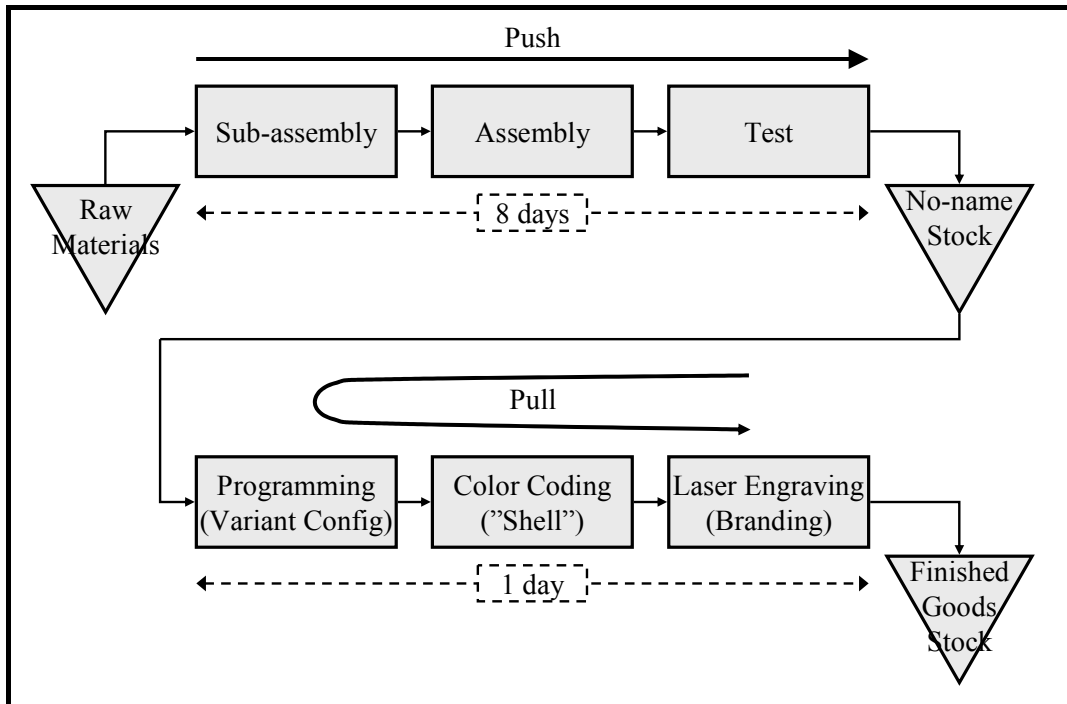 Push
Sub-assembly
Assembly
Test
Raw
Materials
8 days
No-name
Stock
Pull
Programming
(Variant Config)
Color Coding
(”Shell”)
Laser Engraving
(Branding)
1 day
Finished
Goods
Stock